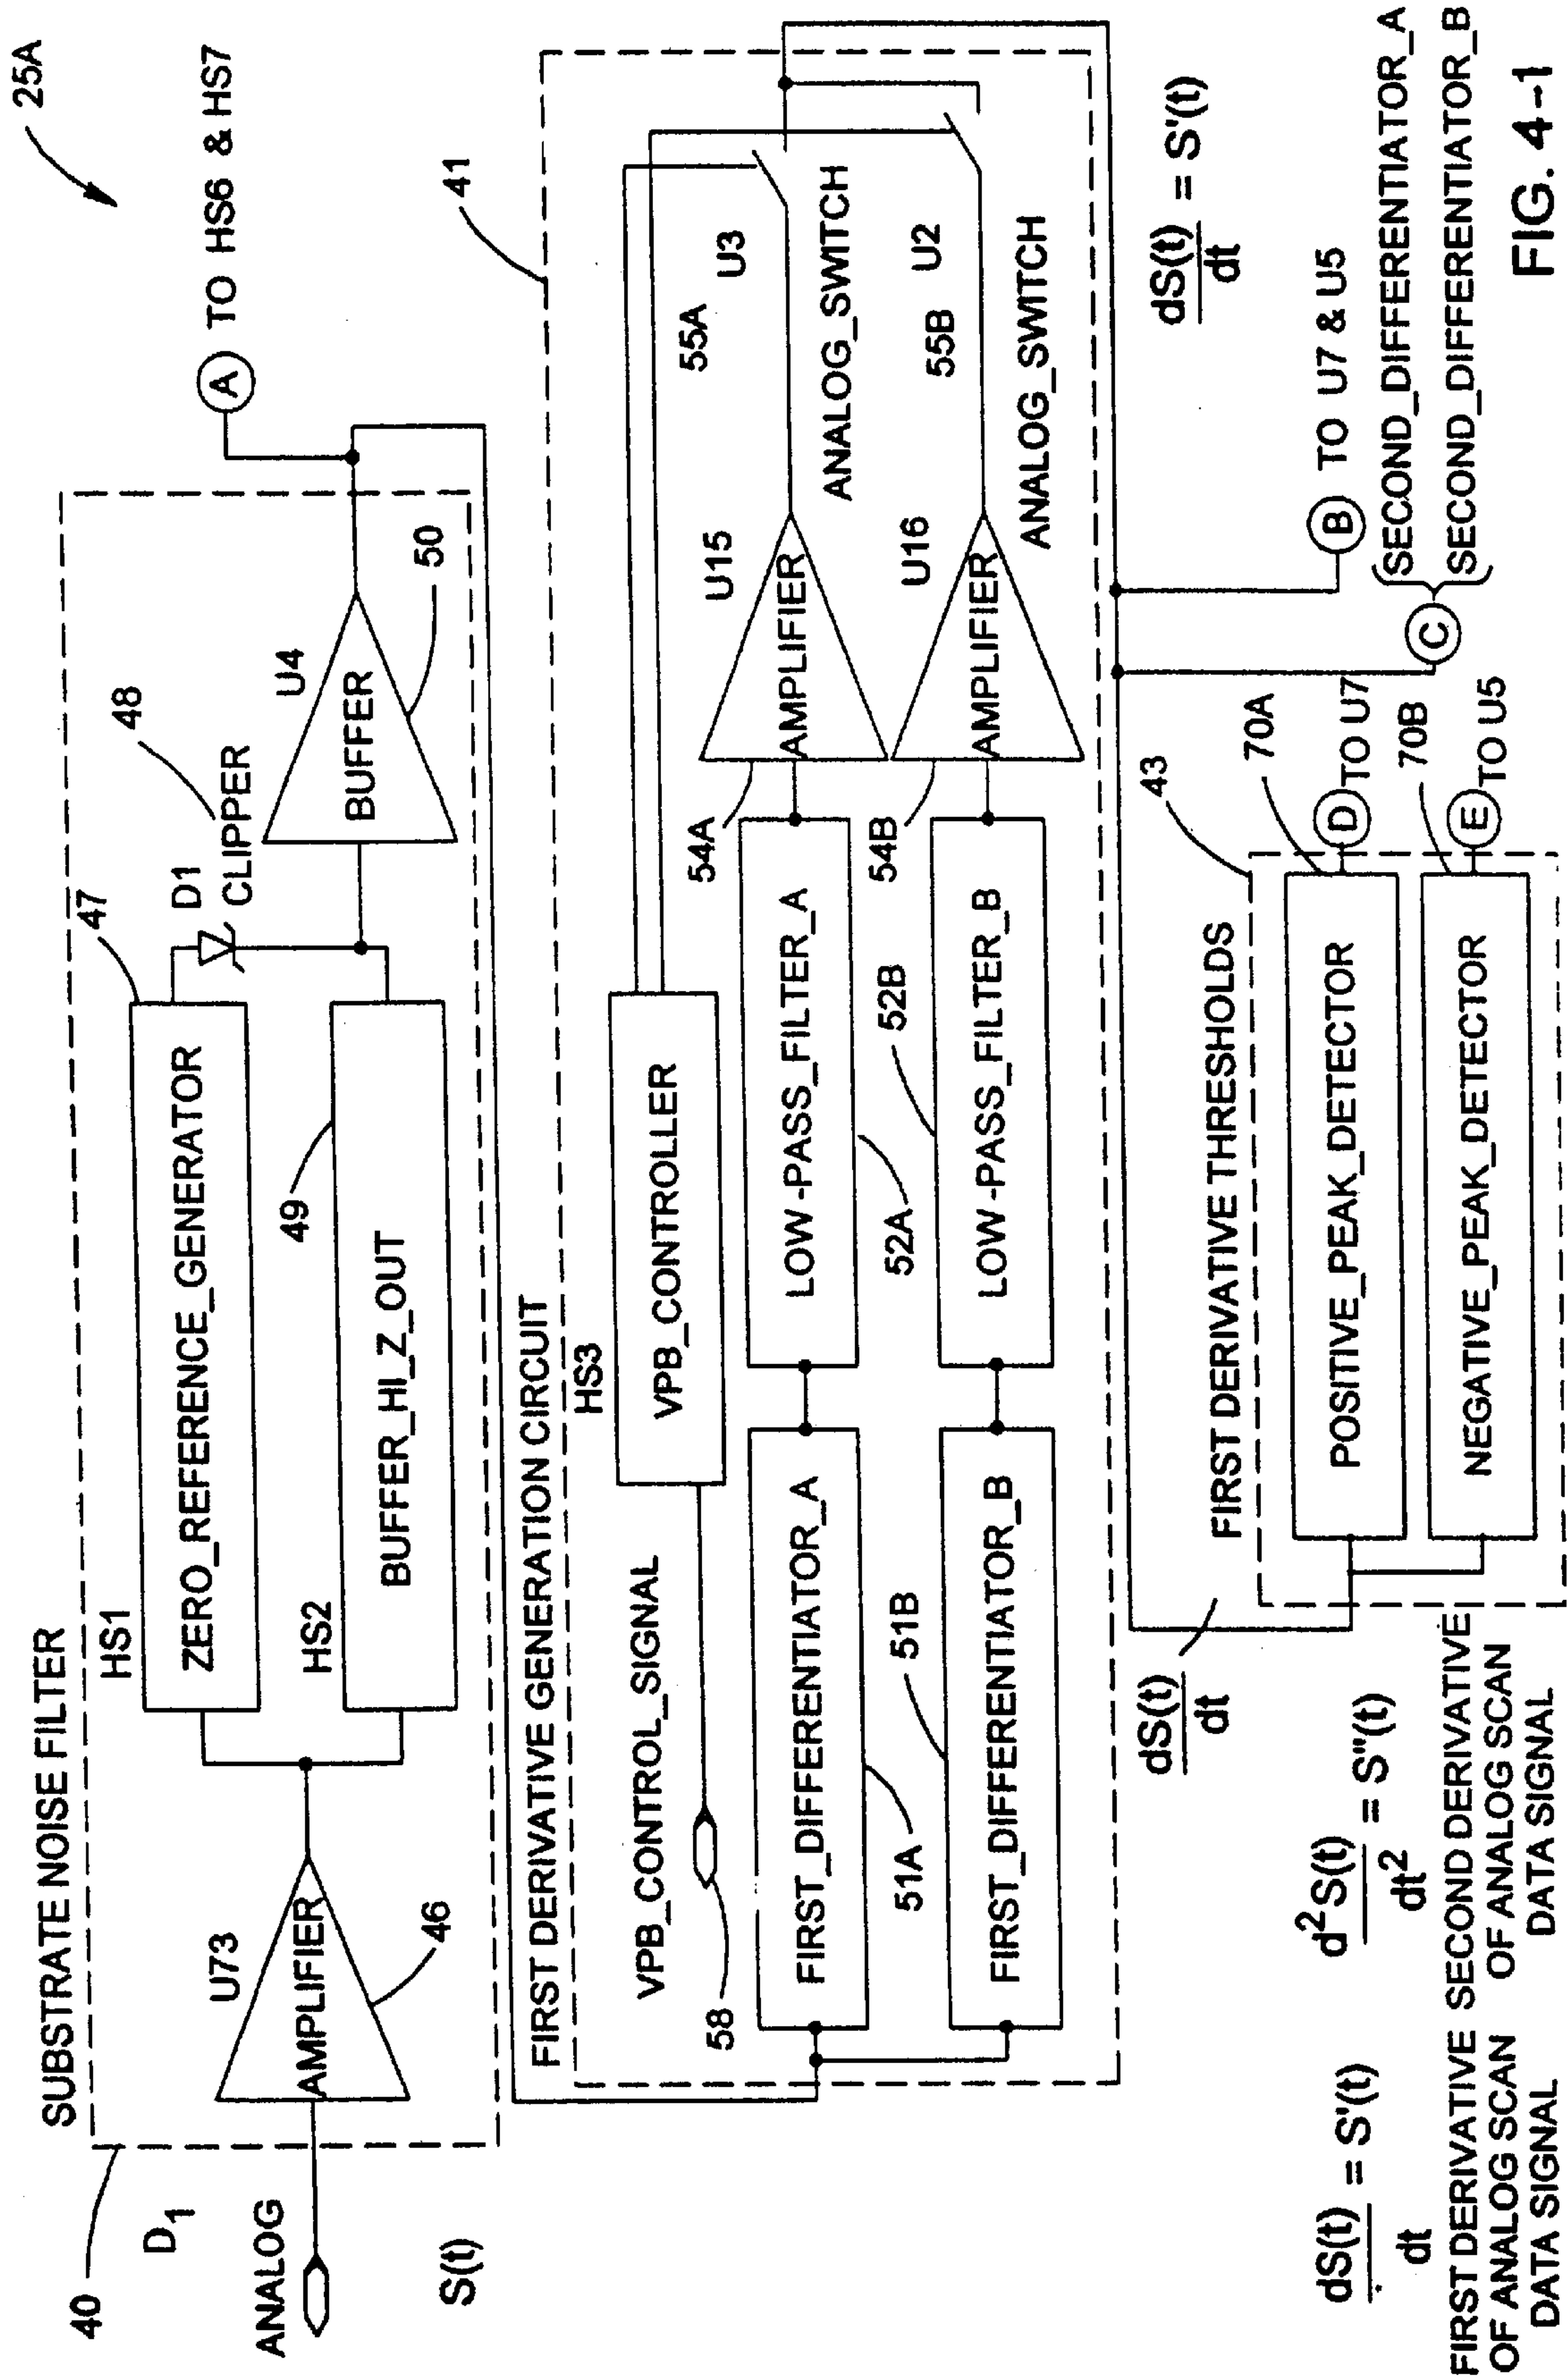 25A
SUBSTRATE NOISE FILTER
40
D1
ANALOG
S(t)
U73
AMPLIFIER
46
HS1
ZERO_REFERENCE_GENERATOR
47
HS2
BUFFER_HI_Z_OUT
49
D1
CLIPPER
48
U4
BUFFER
50
A TO HS6 & HS7
FIRST DERIVATIVE GENERATION CIRCUIT
41
VPB_CONTROL_SIGNAL
58
HS3
VPB_CONTROLLER
FIRST_DIFFERENTIATOR_A
51A
LOW-PASS_FILTER_A
52A
54A
U15
AMPLIFIER
55A
U3
ANALOG_SWITCH
FIRST_DIFFERENTIATOR_B
51B
LOW-PASS_FILTER_B
52B
54B
U16
AMPLIFIER
55B
U2
ANALOG_SWITCH
dS(t)
dt
= S'(t)
dS(t)
dt
FIRST DERIVATIVE THRESHOLDS
43
POSITIVE_PEAK_DETECTOR
70A
D TO U7
NEGATIVE_PEAK_DETECTOR
70B
E TO U5
B TO U7 & U5
C
SECOND_DIFFERENTIATOR_A
SECOND_DIFFERENTIATOR_B
dS(t)
dt
= S'(t)
FIRST DERIVATIVE
OF ANALOG SCAN
DATA SIGNAL
d² S(t)
dt²
= S"(t)
SECOND DERIVATIVE
OF ANALOG SCAN
DATA SIGNAL
FIG. 4-1